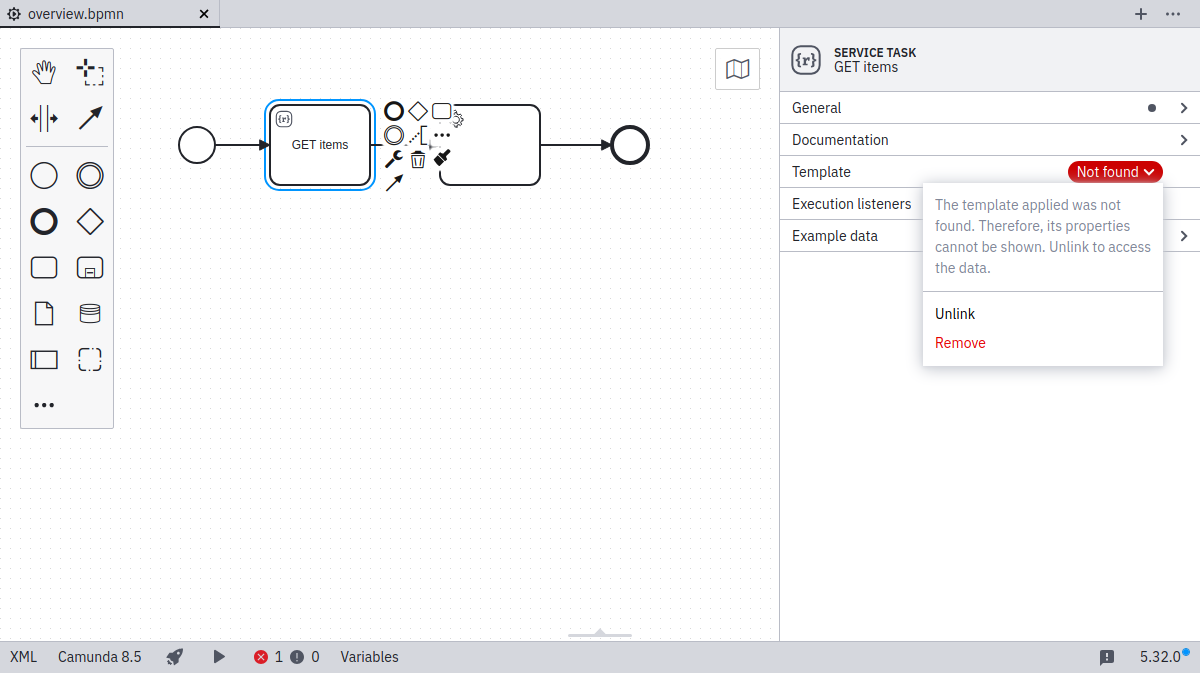 overview.bpmn
SERVICE TASK
GET items
General
Documentation
Template
Not found
Execution listeners
Example data
The template applied was not
found. Therefore, its properties
cannot be shown. Unlink to access
the data.
Unlink
Remove
{r}
GET items
{r}
XML
Camunda 8.5
1
0
Variables
5.32.0